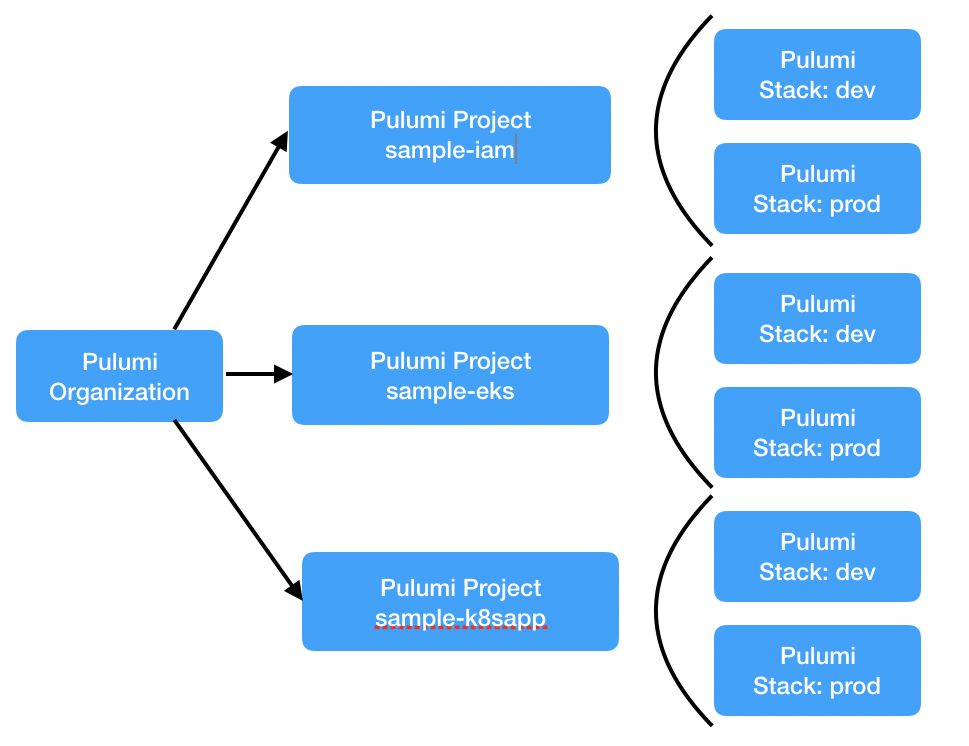 Pulumi
Organization
Pulumi Project
sample-iam
Pulumi
Stack: dev
Pulumi
Stack: prod
Pulumi Project
sample-eks
Pulumi
Stack: dev
Pulumi
Stack: prod
Pulumi Project
sample-k8sapp
Pulumi
Stack: dev
Pulumi
Stack: prod